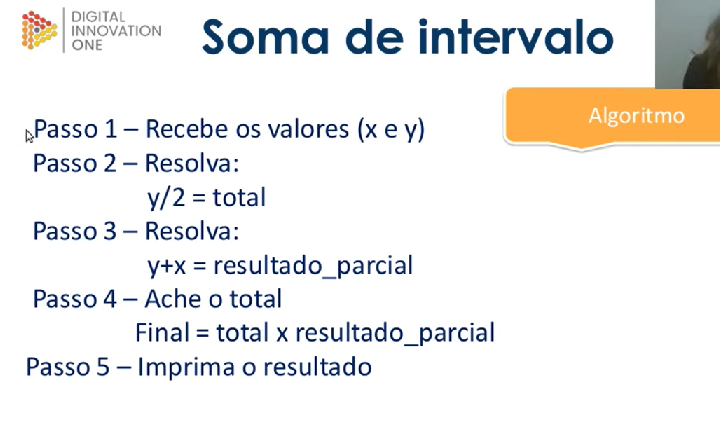 DIGITAL
INNOVATION
ONE
Soma de intervalo
Algoritmo
Passo 1 – Recebe os valores (x e y)
Passo 2 – Resolva:
y/2 = total
Passo 3 – Resolva:
y+x = resultado_parcial
Passo 4 – Ache o total
Final = total x resultado_parcial
Passo 5 – Imprima o resultado